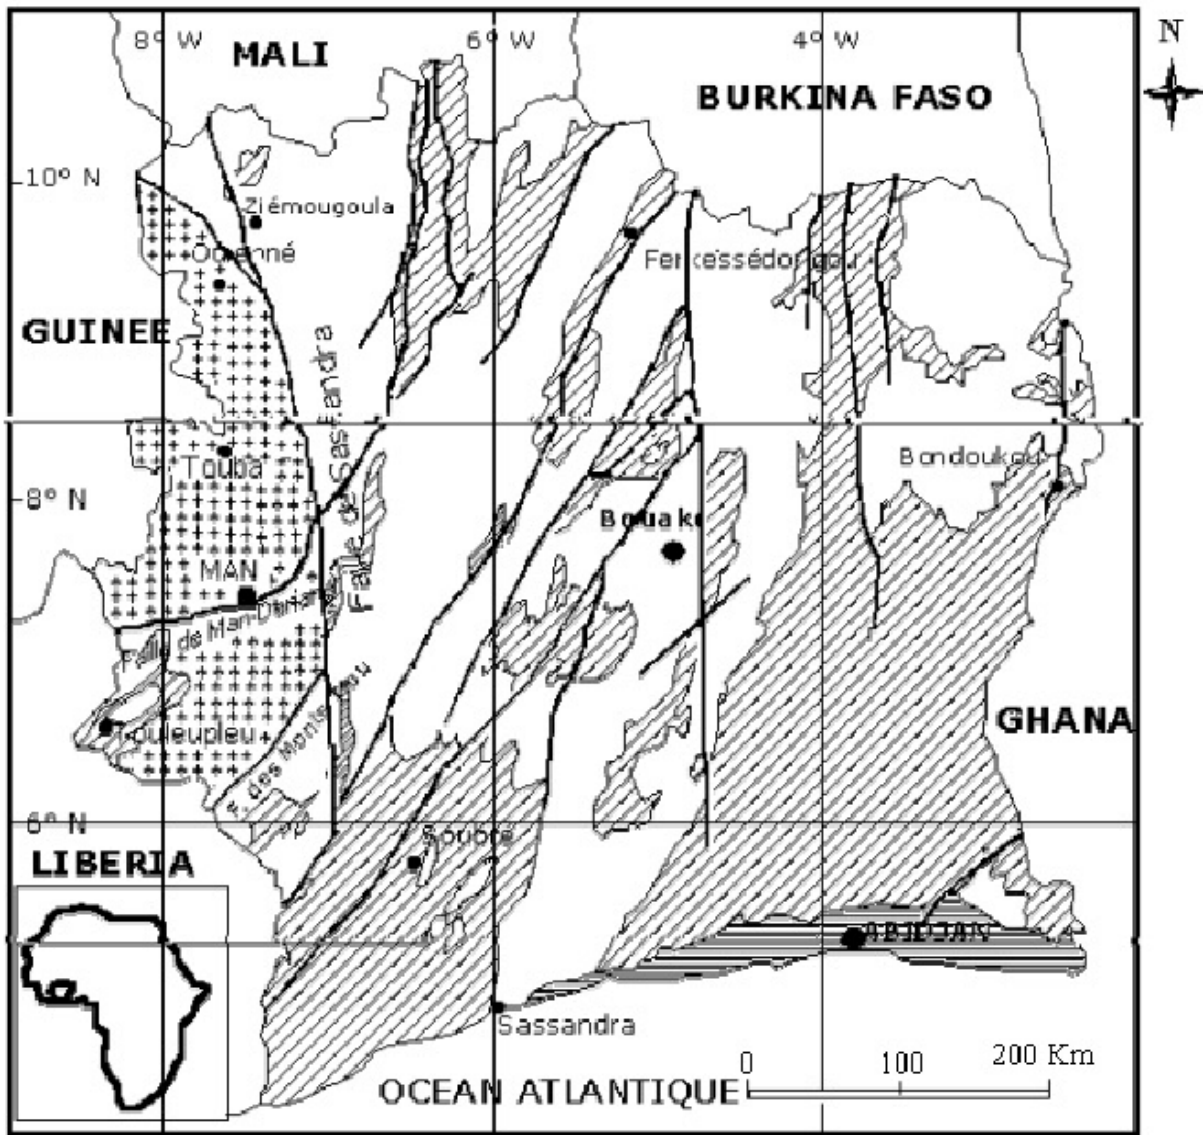 8° W
6° W
4° W
N
MALI
BURKINA FASO
10° N
Ziémougoula
Odienné
Ferkessédougou
GUINEE
Faille de Sassandra
Touba
Bondoukou
8° N
Bouaké
MAN
Faille de Man-Danané
Touleupleu
F. des Monts Trou
GHANA
6° N
Soubré
LIBERIA
ABIDJAN
Sassandra
OCEAN ATLANTIQUE
0
100
200 Km